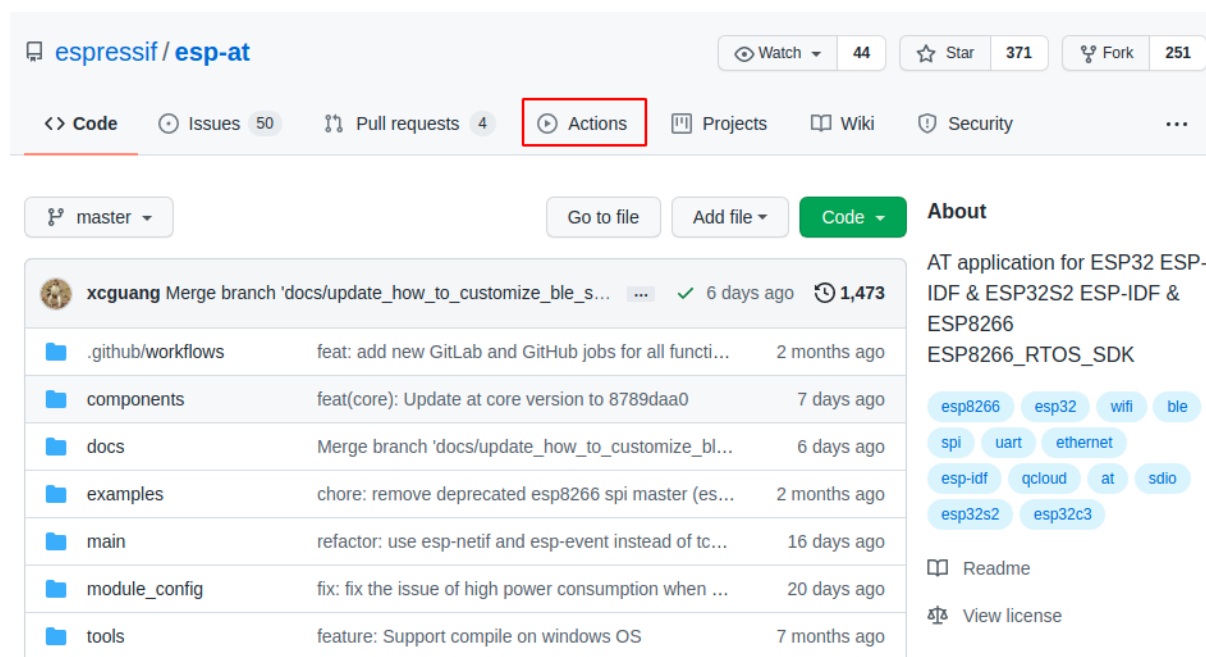 espressif / esp-at
Watch 44 Star 371 Fork 251
<> Code Issues 50 Pull requests 4 Actions Projects Wiki Security ...
master Go to file Add file Code
xcguang Merge branch 'docs/update_how_to_customize_ble_s... ... 6 days ago 1,473
.github/workflows feat: add new GitLab and GitHub jobs for all functi... 2 months ago
components feat(core): Update at core version to 8789daa0 7 days ago
docs Merge branch 'docs/update_how_to_customize_bl... 6 days ago
examples chore: remove deprecated esp8266 spi master (es... 2 months ago
main refactor: use esp-netif and esp-event instead of tc... 16 days ago
module_config fix: fix the issue of high power consumption when ... 20 days ago
tools feature: Support compile on windows OS 7 months ago
About
AT application for ESP32 ESP-
IDF & ESP32S2 ESP-IDF &
ESP8266
ESP8266_RTOS_SDK
esp8266 esp32 wifi ble
spi uart ethernet
esp-idf qcloud at sdio
esp32s2 esp32c3
Readme
View license